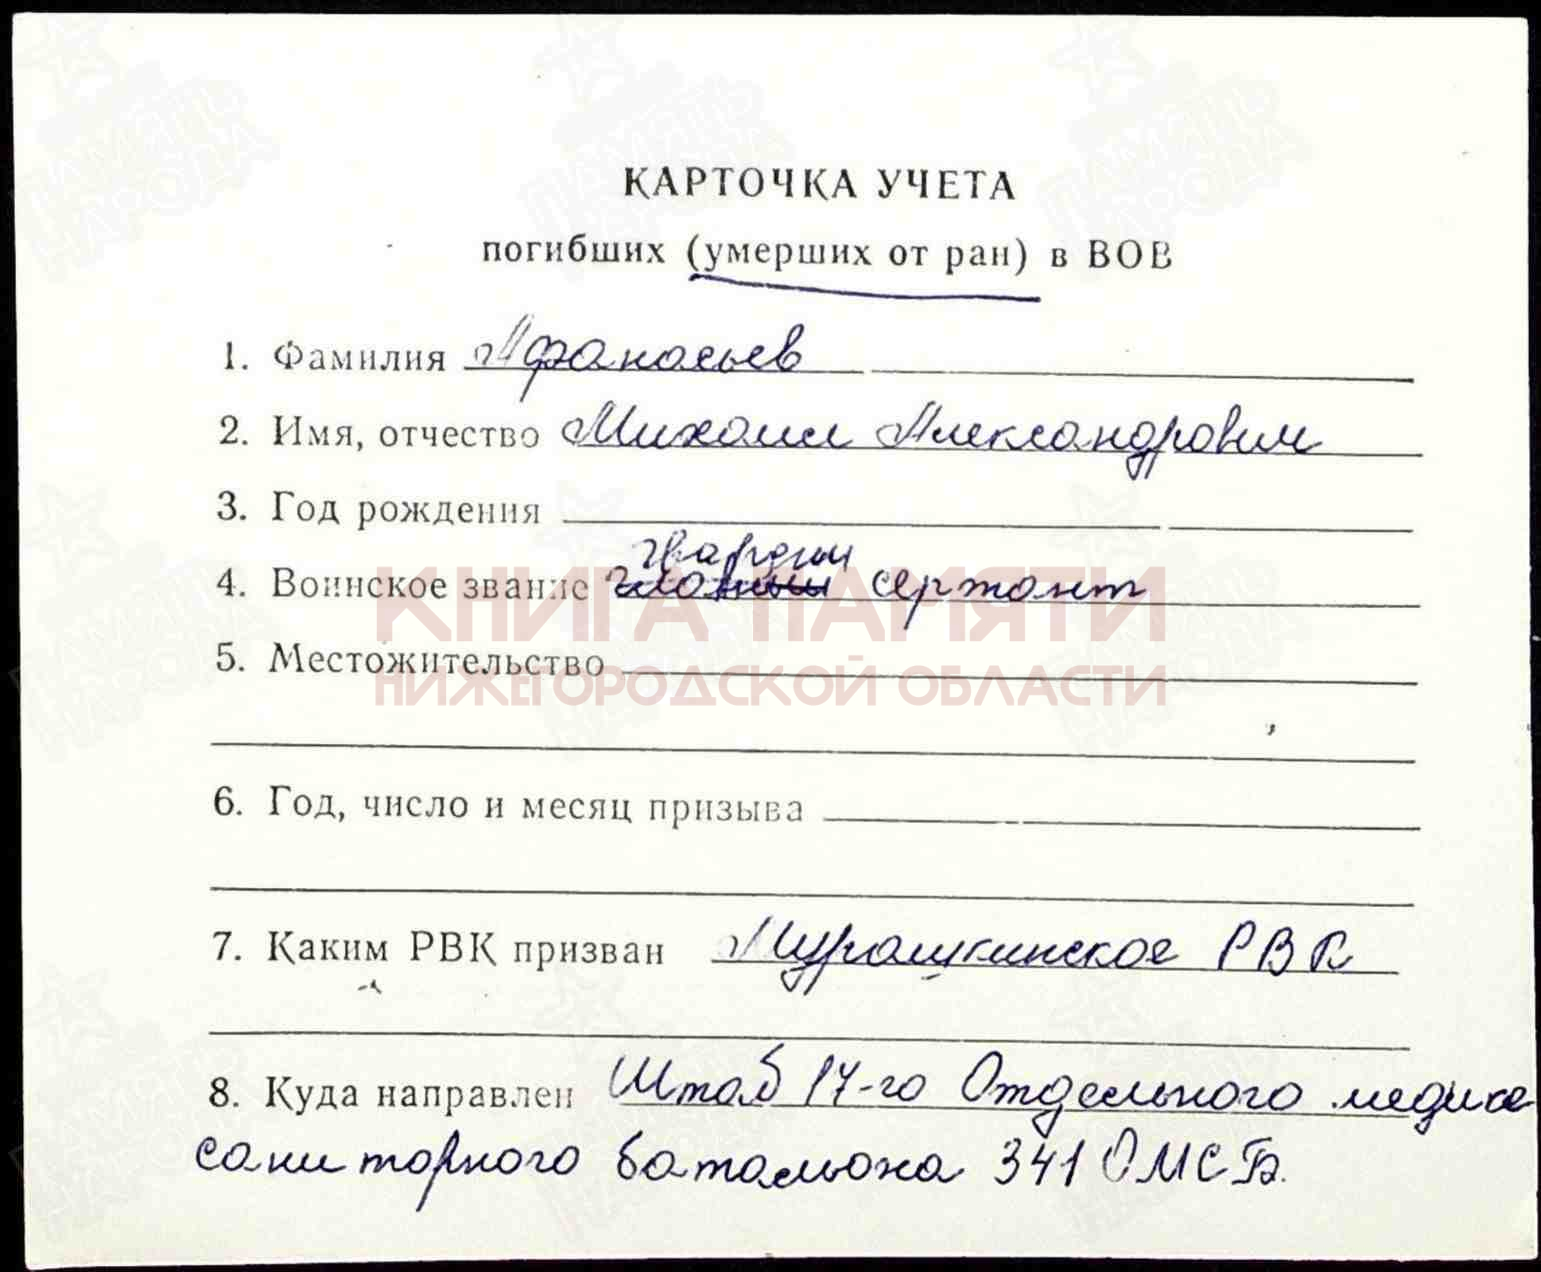 КАРТОЧКА УЧЕТА
погибших (умерших от ран) в ВОВ
1. Фамилия Афанасьев
2. Имя, отчество Михаил Александрович
3. Год рождения
гвардии
4. Воинское звание сержант
КНИГА ПАМЯТИ
5. Местожительство
НИЖЕГОРОДСКОЙ ОБЛАСТИ
6. Год, число и месяц призыва
7. Каким РВК призван Мурашкинское РВК
8. Куда направлен Штаб 17-го Отдельного медико
санитарного батальона 341 ОМСБ.